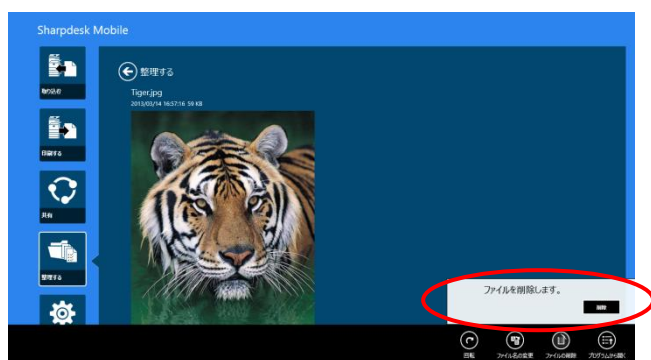 Sharpdesk Mobile
取り込む
印刷する
共有
整理する
整理する
Tiger.jpg
2013/03/14 16:57:16 59 KB
ファイルを削除します。
削除
回転
ファイル名の変更
ファイルの削除
プログラムから開く